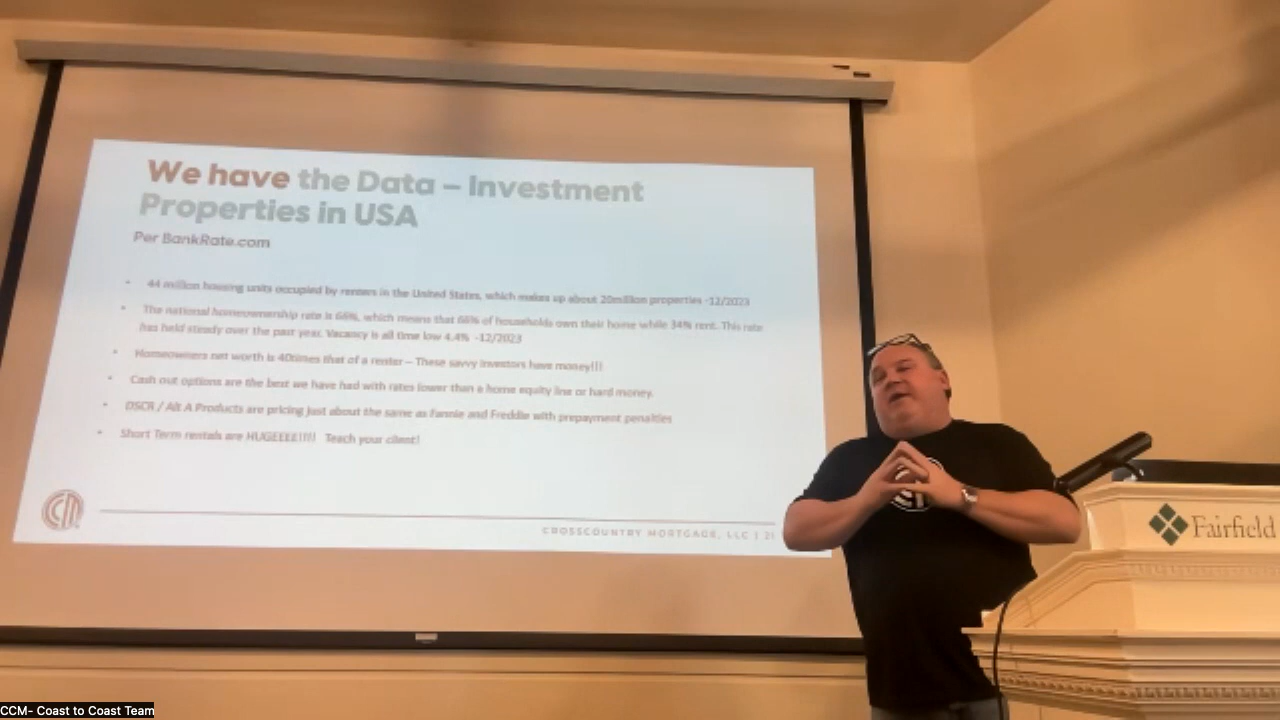 We have the Data – Investment
Properties in USA
Per BankRate.com
• 44 million housing units occupied by renters in the United States, which makes up about 20million properties -12/2023
• The national homeownership rate is 66%, which means that 66% of households own their home while 34% rent. This rate
has held steady over the past year. Vacancy is all time low 4.4% -12/2023
• Homeowners net worth is 40times that of a renter – These savvy investors have money!!!
• Cash out options are the best we have had with rates lower than a home equity line or hard money.
• DSCR / Alt A Products are pricing just about the same as Fannie and Freddie with prepayment penalties
• Short Term rentals are HUGEEEE!!!!! Teach your client!
CROSSCOUNTRY MORTGAGE, LLC | 21
Fairfield
CCM- Coast to Coast Team